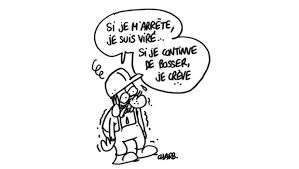 SI JE M'ARRÊTE,
JE SUIS VIRÉ...
SI JE CONTINUE
DE BOSSER,
JE CRÈVE
CHARB.